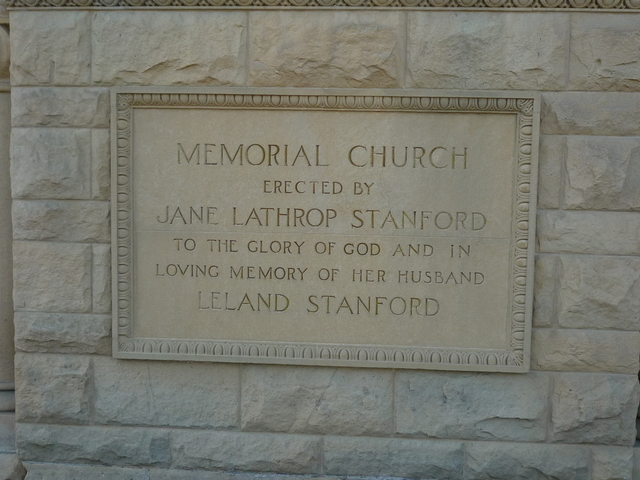 MEMORIAL CHURCH
ERECTED BY
JANE LATHROP STANFORD
TO THE GLORY OF GOD AND IN
LOVING MEMORY OF HER HUSBAND
LELAND STANFORD